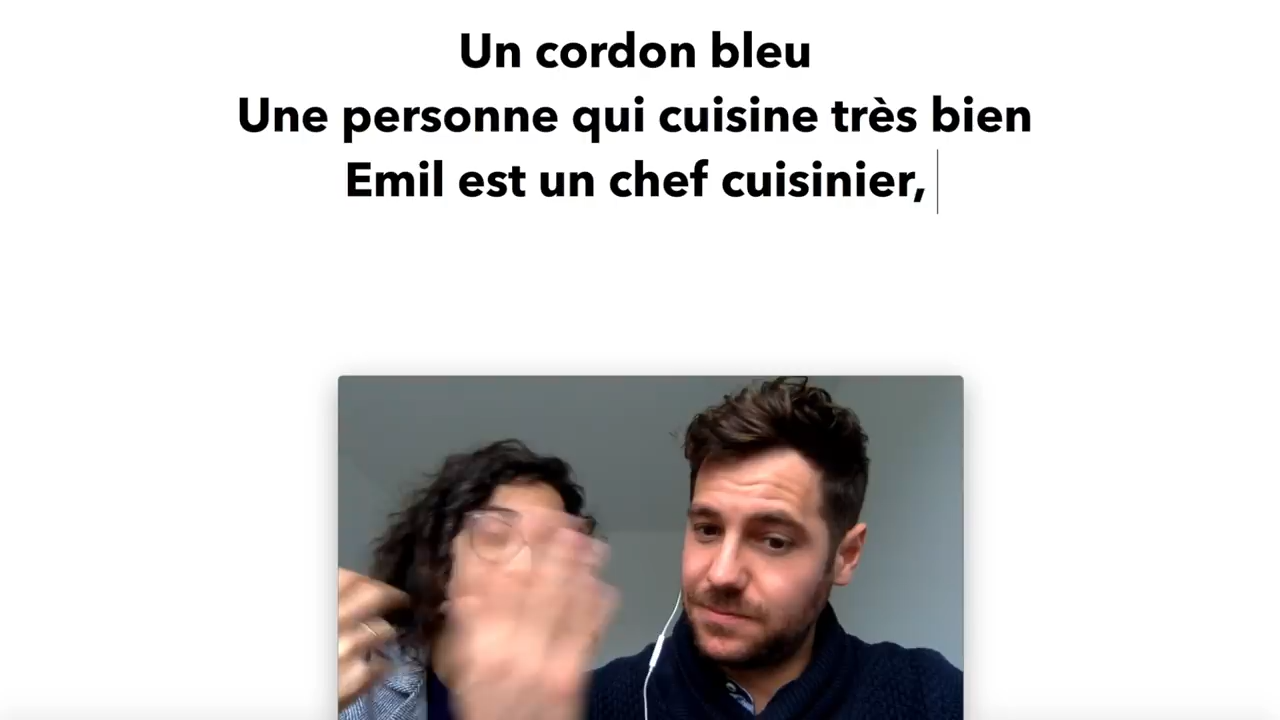 Un cordon bleu
Une personne qui cuisine très bien
Emil est un chef cuisinier,